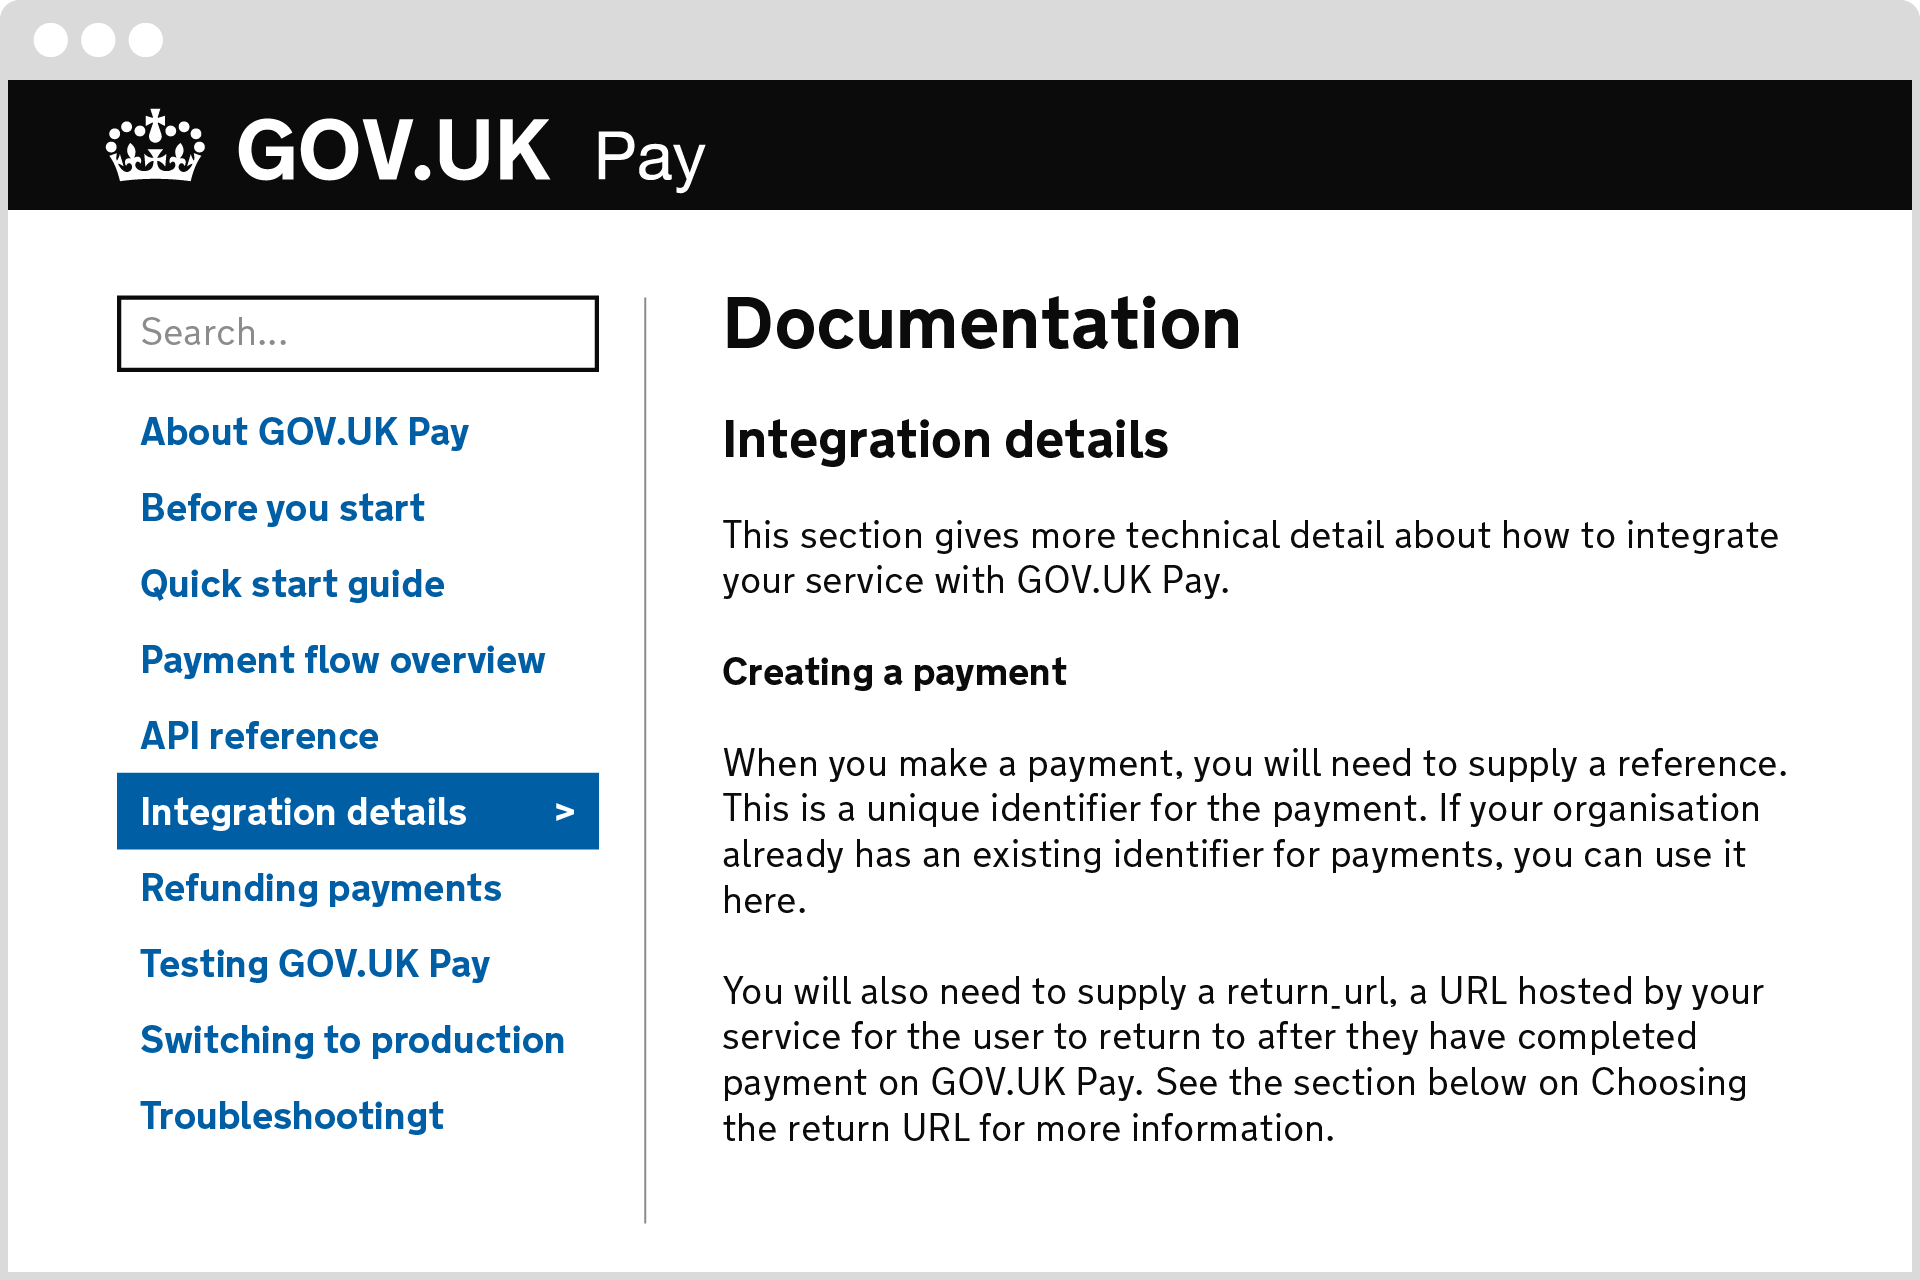 GOV.UK Pay
Search...
About GOV.UK Pay
Before you start
Quick start guide
Payment flow overview
API reference
Integration details >
Refunding payments
Testing GOV.UK Pay
Switching to production
Troubleshootingt
Documentation
Integration details
This section gives more technical detail about how to integrate
your service with GOV.UK Pay.
Creating a payment
When you make a payment, you will need to supply a reference.
This is a unique identifier for the payment. If your organisation
already has an existing identifier for payments, you can use it
here.
You will also need to supply a return_url, a URL hosted by your
service for the user to return to after they have completed
payment on GOV.UK Pay. See the section below on Choosing
the return URL for more information.